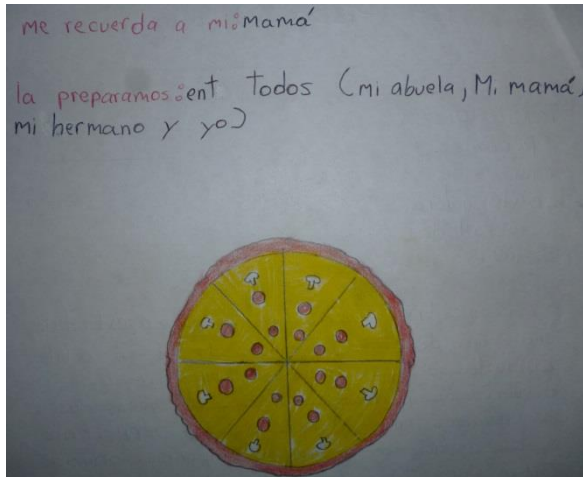 me recuerda a mi:Mamá
la preparamos:ent Todos (mi abuela, Mi mamá,
mi hermano y yo)